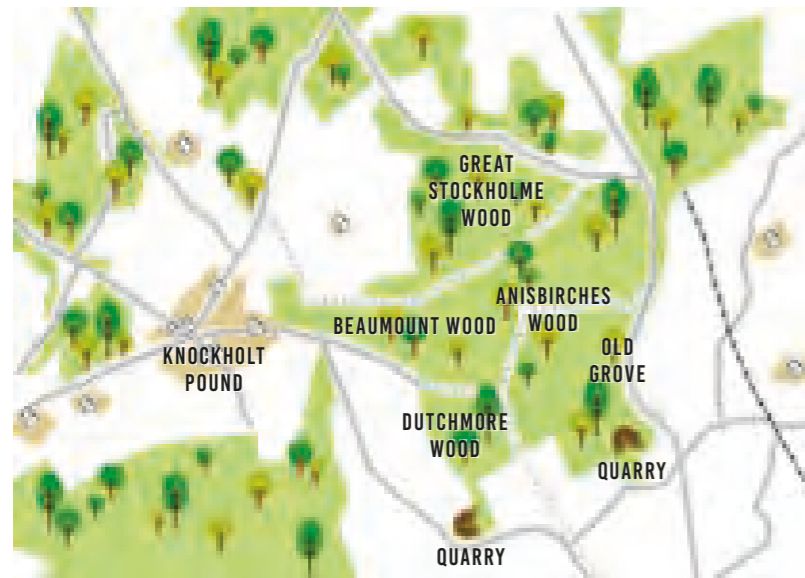 GREAT
STOCKHOLME
WOOD
ANISBIRCHES
WOOD
BEAUMOUNT WOOD
OLD
GROVE
KNOCKHOLT
POUND
DUTCHMORE
WOOD
QUARRY
QUARRY